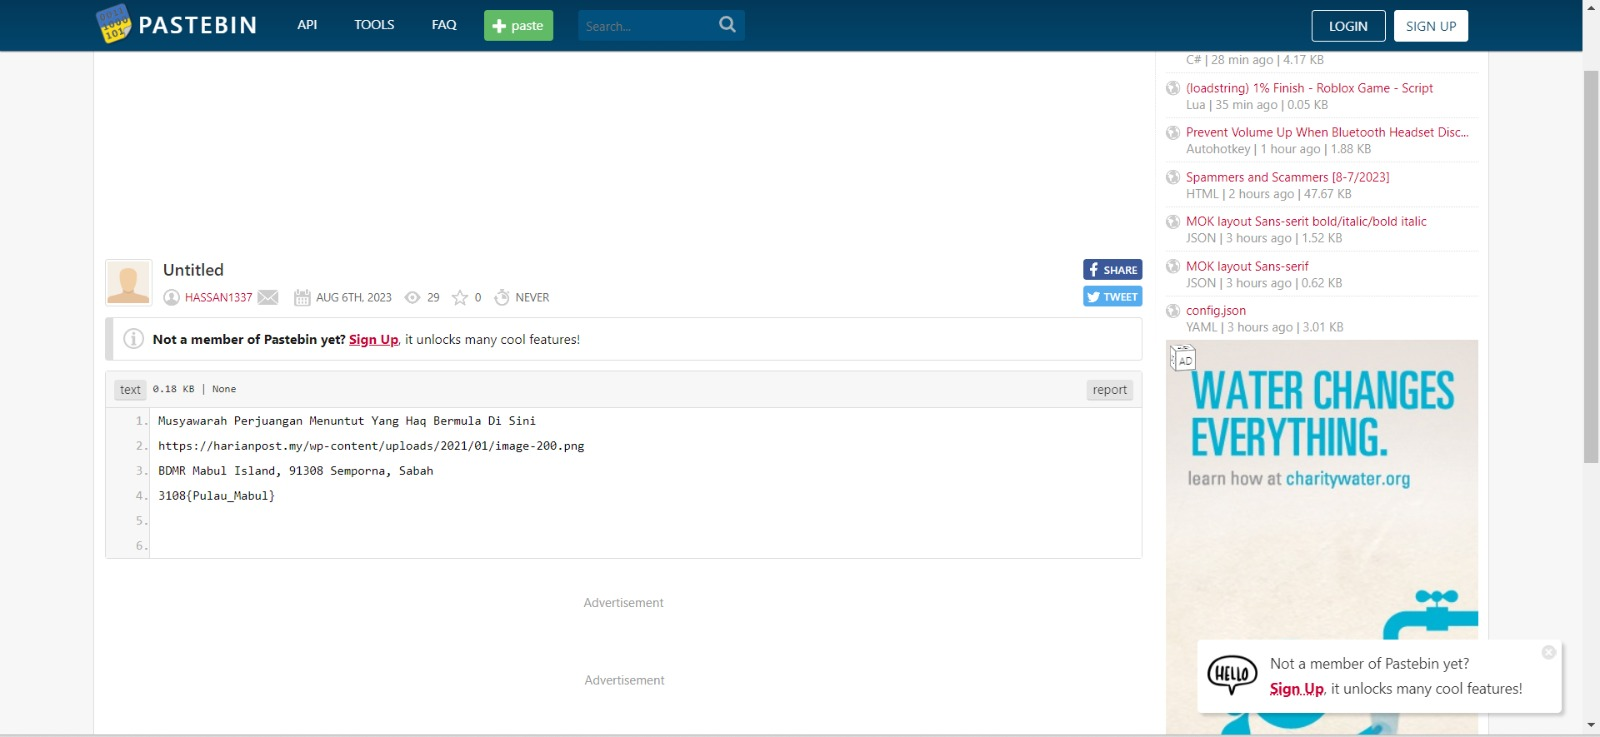 PASTEBIN API TOOLS FAQ + paste Search... LOGIN SIGN UP
C# | 28 min ago | 4.17 KB
(loadstring) 1% Finish - Roblox Game - Script
Lua | 35 min ago | 0.05 KB
Prevent Volume Up When Bluetooth Headset Disc...
Autohotkey | 1 hour ago | 1.88 KB
Spammers and Scammers [8-7/2023]
HTML | 2 hours ago | 47.67 KB
MOK layout Sans-serit bold/italic/bold italic
JSON | 3 hours ago | 1.52 KB
MOK layout Sans-serif
JSON | 3 hours ago | 0.62 KB
config.json
YAML | 3 hours ago | 3.01 KB
Untitled
HASSAN1337 AUG 6TH, 2023 29 0 NEVER
SHARE
TWEET
Not a member of Pastebin yet? Sign Up, it unlocks many cool features!
text 0.18 KB | None report
1. Musyawarah Perjuangan Menuntut Yang Haq Bermula Di Sini
2. https://harianpost.my/wp-content/uploads/2021/01/image-200.png
3. BDMR Mabul Island, 91308 Semporna, Sabah
4. 3108{Pulau_Mabul}
5.
6.
Advertisement
Advertisement
AD
WATER CHANGES
EVERYTHING.
learn how at charitywater.org
HELLO
Not a member of Pastebin yet?
Sign Up, it unlocks many cool features!